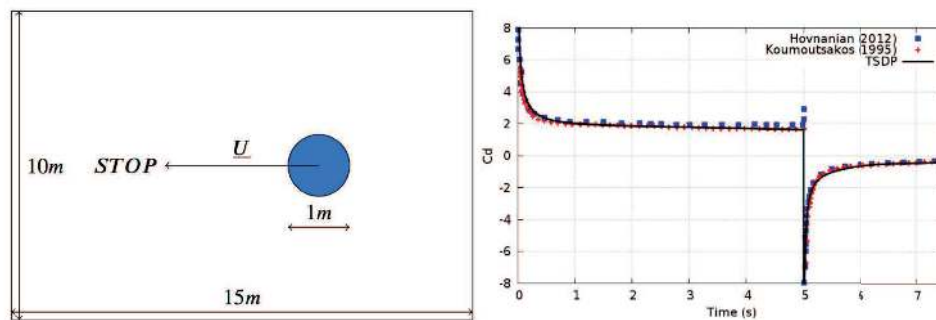 10m
STOP
U
1m
15m
Hovnanian (2012)
Koumoutsakos (1995)
TSDP
8
6
4
2
0
-2
-4
-6
-8
Cd
0 1 2 3 4 5 6 7
Time (s)